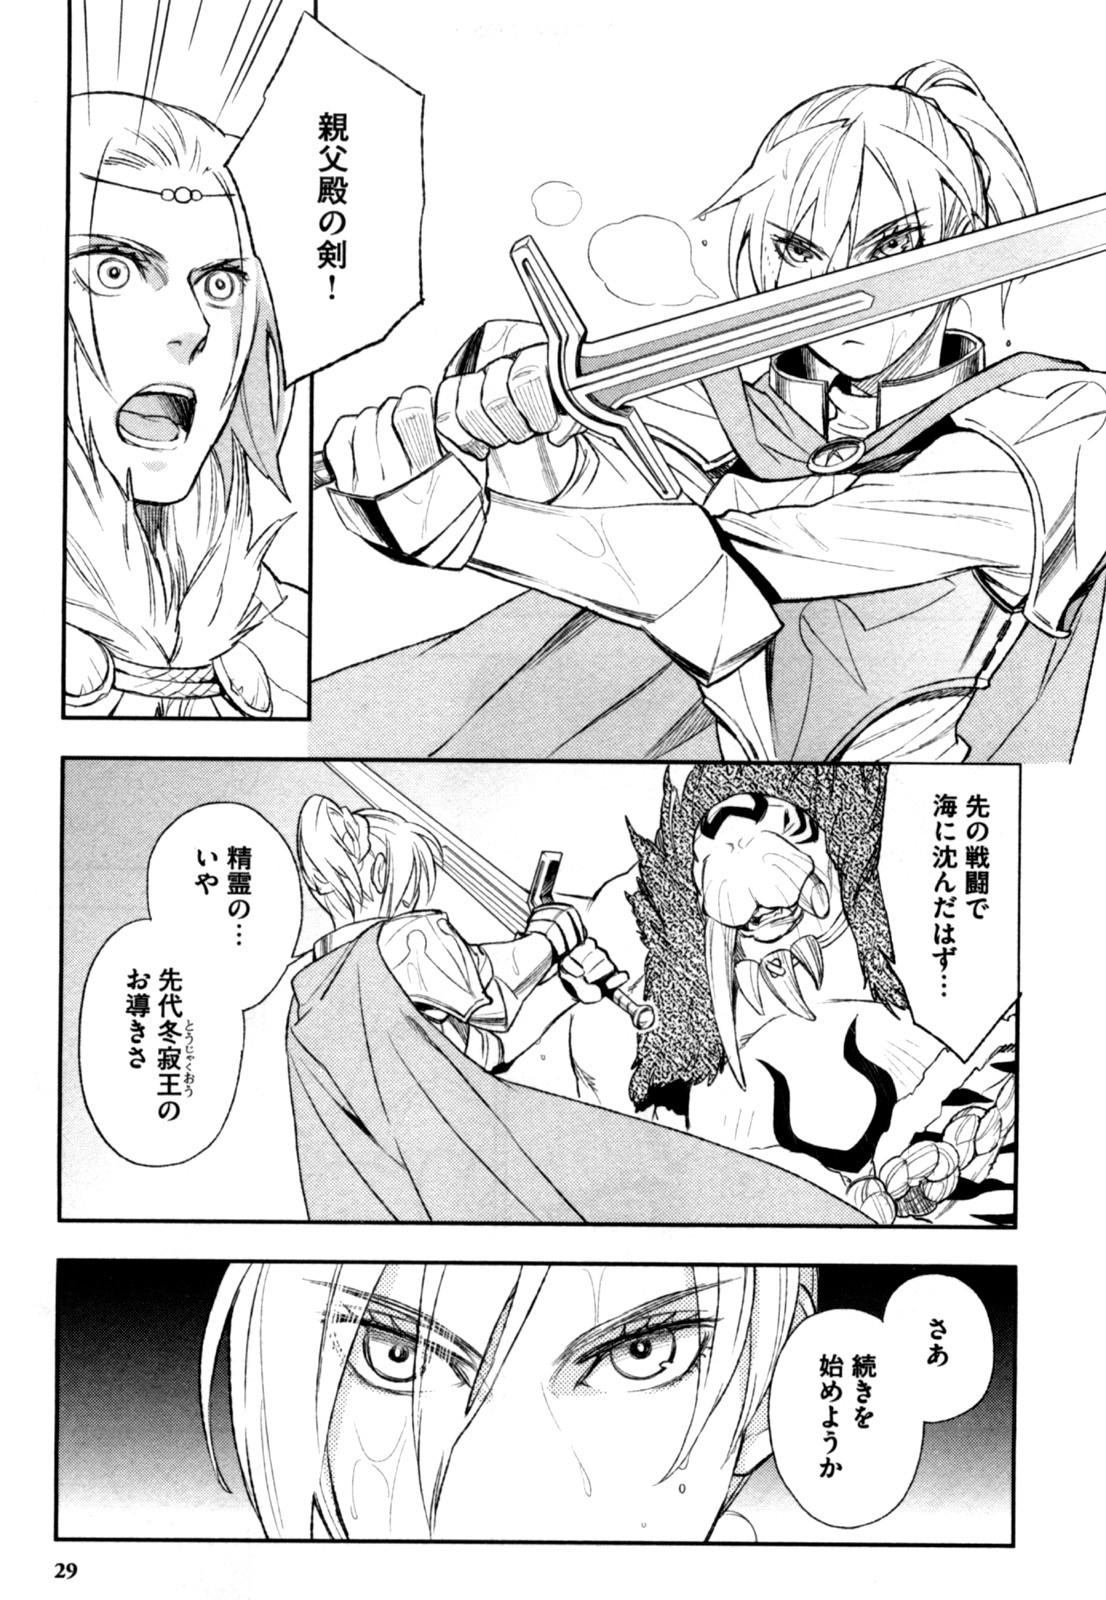 親父殿の剣！
先の戦闘で
海に沈んだはず…
精霊の…
いや
先代冬寂王の
とうじゃくおう
お導きさ
さあ
続きを
始めようか
29